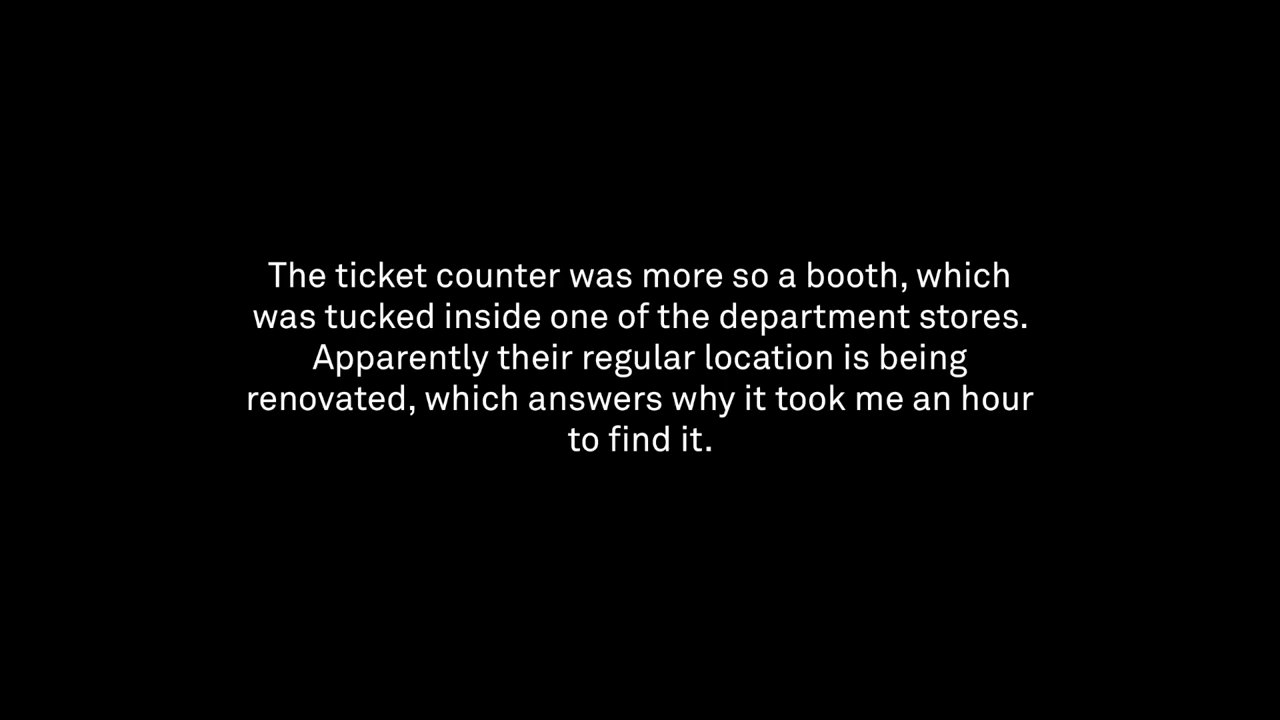 The ticket counter was more so a booth, which
was tucked inside one of the department stores.
Apparently their regular location is being
renovated, which answers why it took me an hour
to find it.